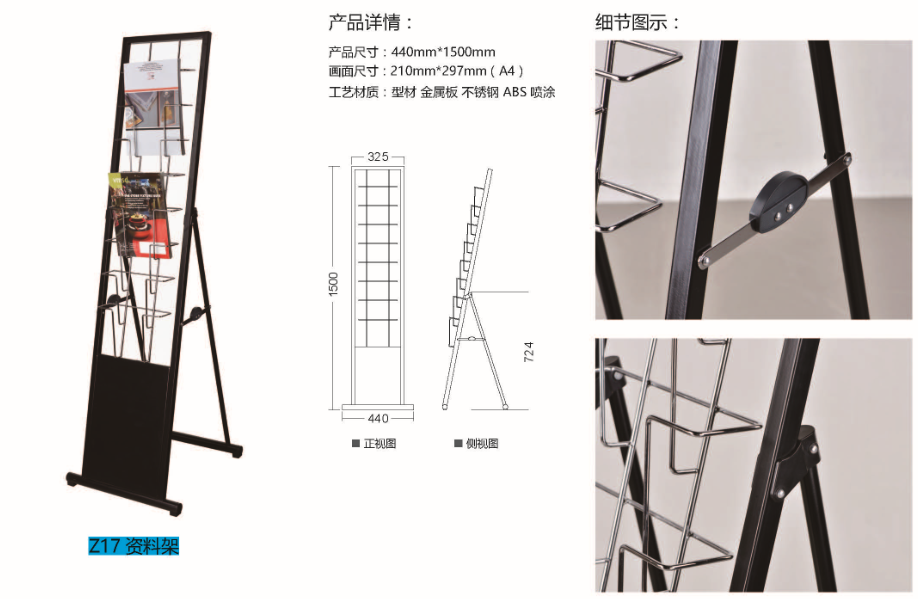 产品详情：
产品尺寸：440mm*1500mm
画面尺寸：210mm*297mm（A4）
工艺材质：型材 金属板 不锈钢 ABS 喷涂
细节图示：
325
1500
724
440
■ 正视图
■ 侧视图
Z17 资料架